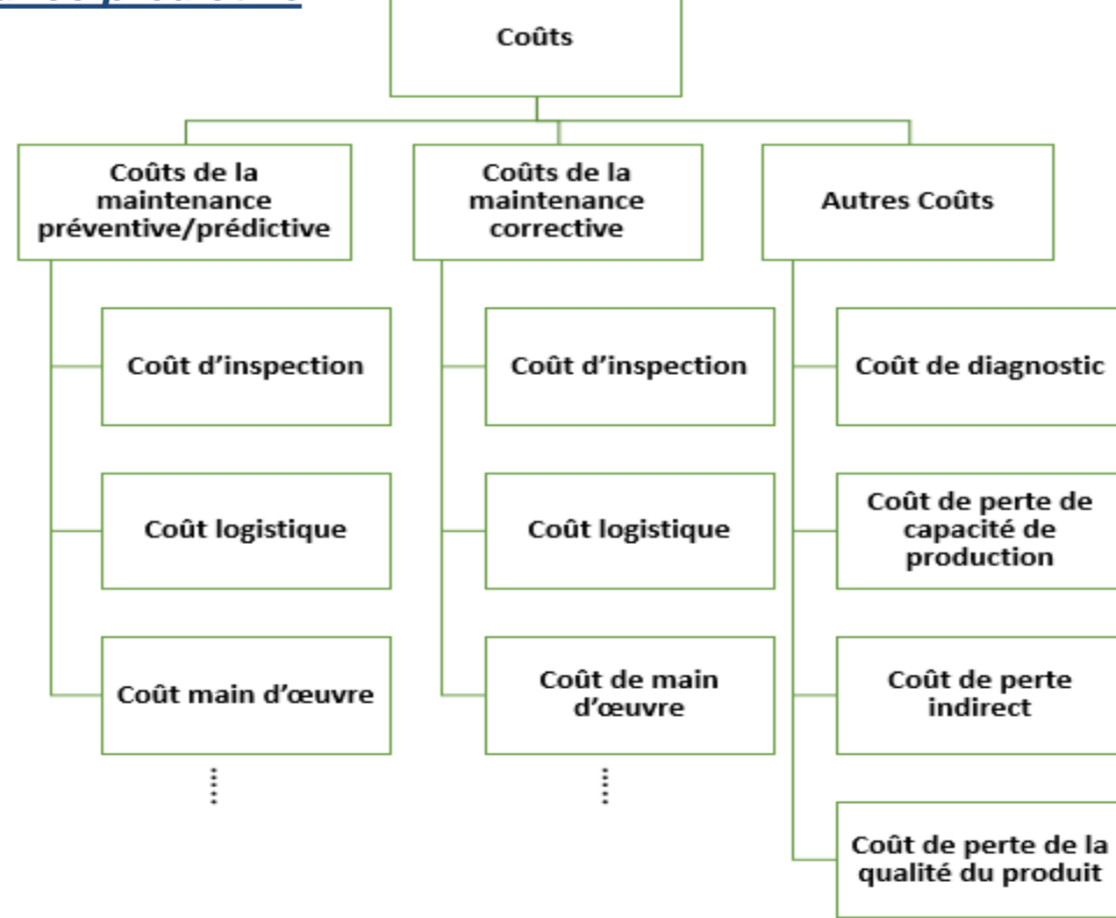 Coûts
Coûts de la
maintenance
préventive/prédictive
Coûts de la
maintenance
corrective
Autres Coûts
Coût d’inspection
Coût d’inspection
Coût de diagnostic
Coût logistique
Coût logistique
Coût de perte de
capacité de
production
Coût main d’œuvre
Coût de main
d’œuvre
Coût de perte
indirect
Coût de perte de la
qualité du produit